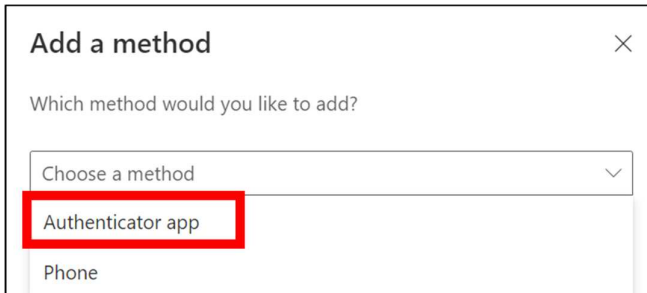 Add a method
Which method would you like to add?
Choose a method
Authenticator app
Phone